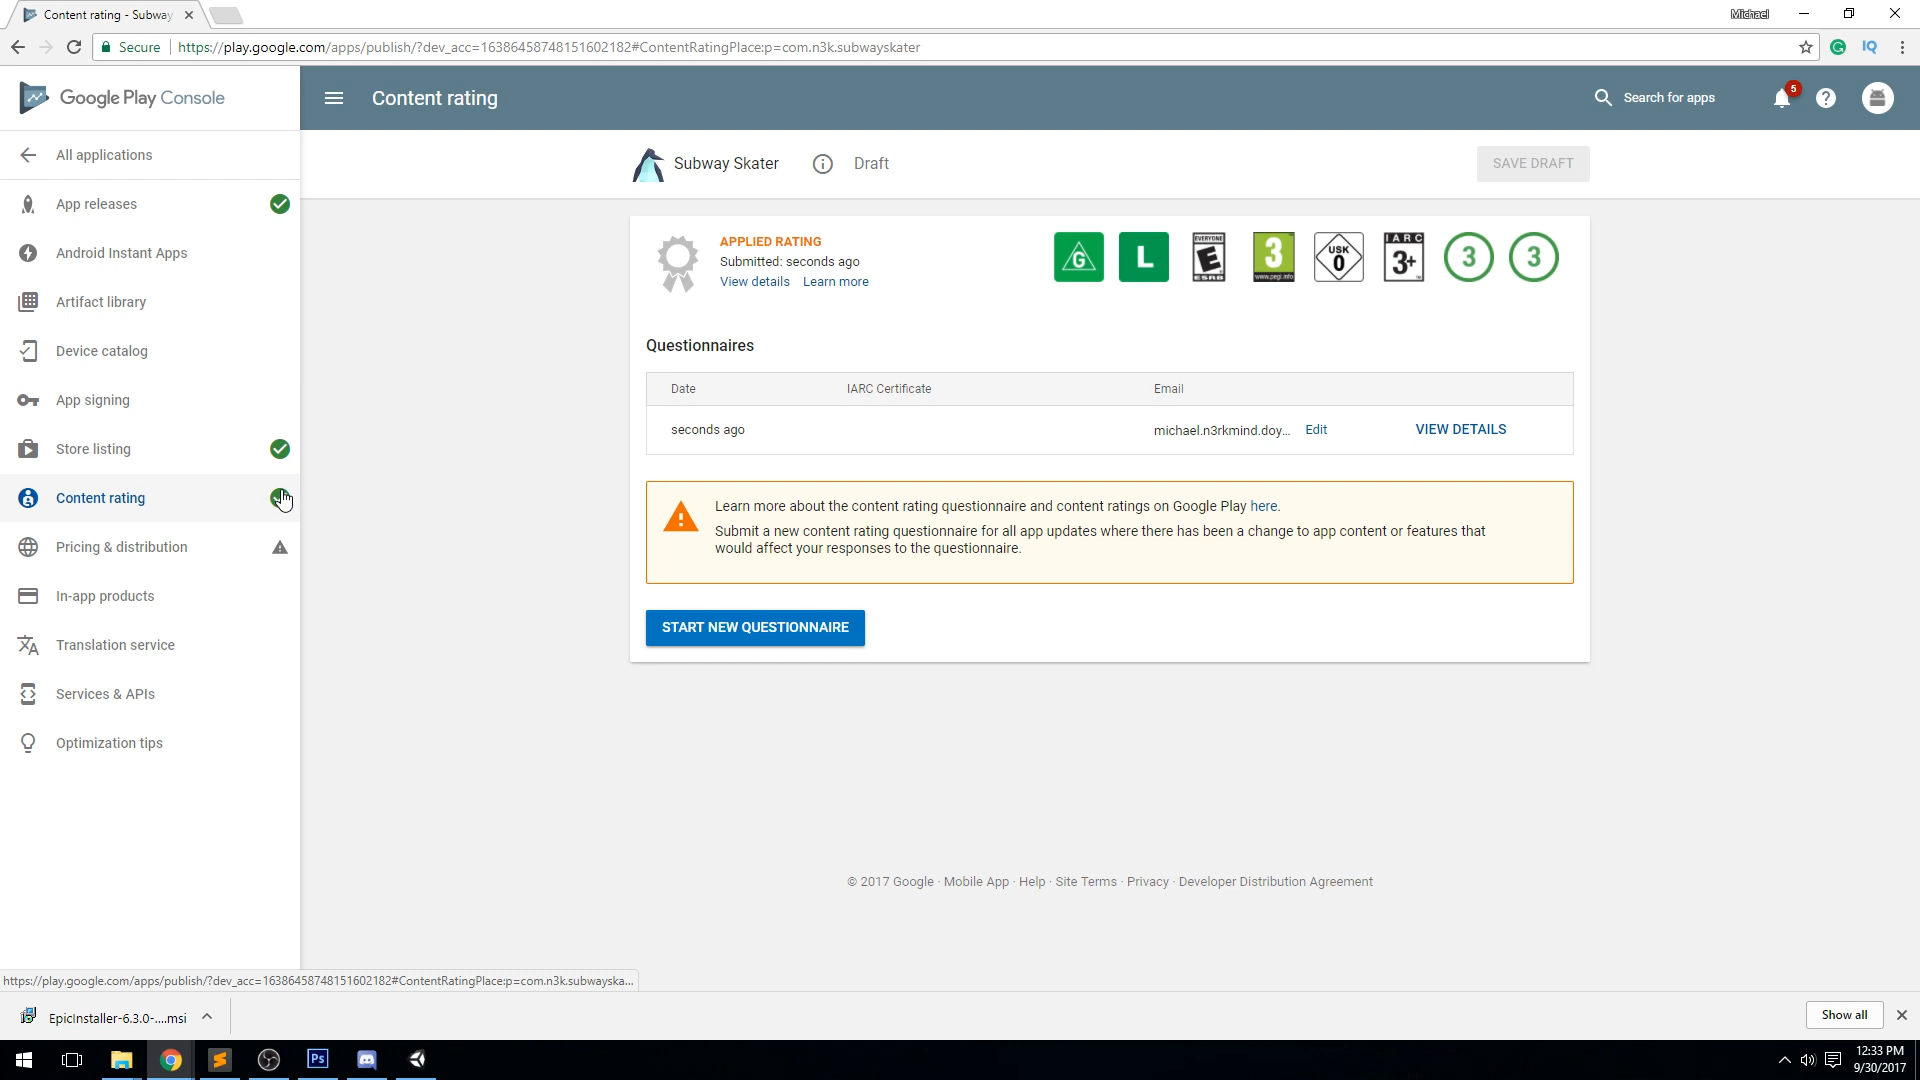 Content rating - Subway
Michael
Secure
https://play.google.com/apps/publish/?dev_acc=16386458748151602182#ContentRatingPlace:p=com.n3k.subwayskater
IQ
Google Play Console
Content rating
Search for apps
5
All applications
Subway Skater
Draft
SAVE DRAFT
App releases
Android Instant Apps
Artifact library
Device catalog
App signing
Store listing
Content rating
Pricing & distribution
In-app products
Translation service
Services & APIs
Optimization tips
APPLIED RATING
Submitted: seconds ago
View details Learn more
G
L
EVERYONE
E
ESRB
3
www.pegi.info
USK
0
IARC
3+
3
3
Questionnaires
Date IARC Certificate Email
seconds ago michael.n3rkmind.doy... Edit VIEW DETAILS
Learn more about the content rating questionnaire and content ratings on Google Play here.
Submit a new content rating questionnaire for all app updates where there has been a change to app content or features that
would affect your responses to the questionnaire.
START NEW QUESTIONNAIRE
© 2017 Google · Mobile App · Help · Site Terms · Privacy · Developer Distribution Agreement
https://play.google.com/apps/publish/?dev_acc=16386458748151602182#ContentRatingPlace:p=com.n3k.subwayska...
EpicInstaller-6.3.0-....msi
Show all
Ps
12:33 PM
9/30/2017